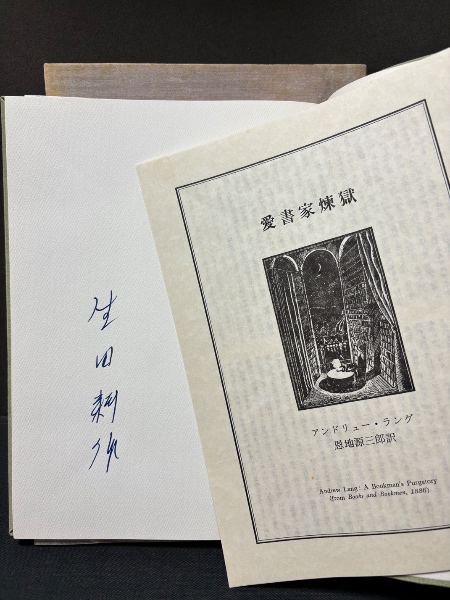 生田耕作
愛書家煉獄
アンドリュー・ラング
恩地源三郎訳
Andrew Lang: A Bookman's Purgatory
(from Books and Bookmen, 1886).